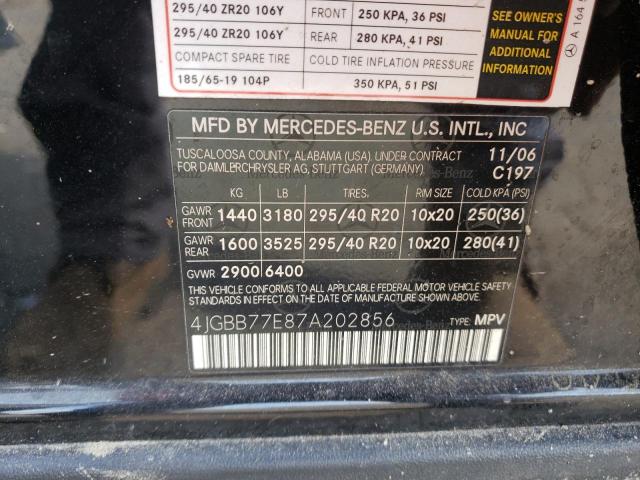 295/40 ZR20 106Y FRONT 250 KPA, 36 PSI
295/40 ZR20 106Y REAR 280 KPA, 41 PSI
COMPACT SPARE TIRE COLD TIRE INFLATION PRESSURE
185/65-19 104P 350 KPA, 51 PSI
SEE OWNER'S
MANUAL FOR
ADDITIONAL
INFORMATION
A 164 5
MFD BY MERCEDES-BENZ U.S. INTL., INC
TUSCALOOSA COUNTY, ALABAMA (USA) UNDER CONTRACT 11/06
FOR DAIMLERCHRYSLER AG, STUTTGART (GERMANY) C197
KG LB TIRES RIM SIZE COLD KPA (PSI)
GAWR FRONT 1440 3180 295/40 R20 10x20 250(36)
GAWR REAR 1600 3525 295/40 R20 10x20 280(41)
GVWR 2900 6400
THIS VEHICLE CONFORMS TO ALL APPLICABLE FEDERAL MOTOR VEHICLE SAFETY
STANDARDS IN EFFECT ON THE DATE OF MANUFACTURE SHOWN ABOVE.
4JGBB77E87A202856 TYPE: MPV